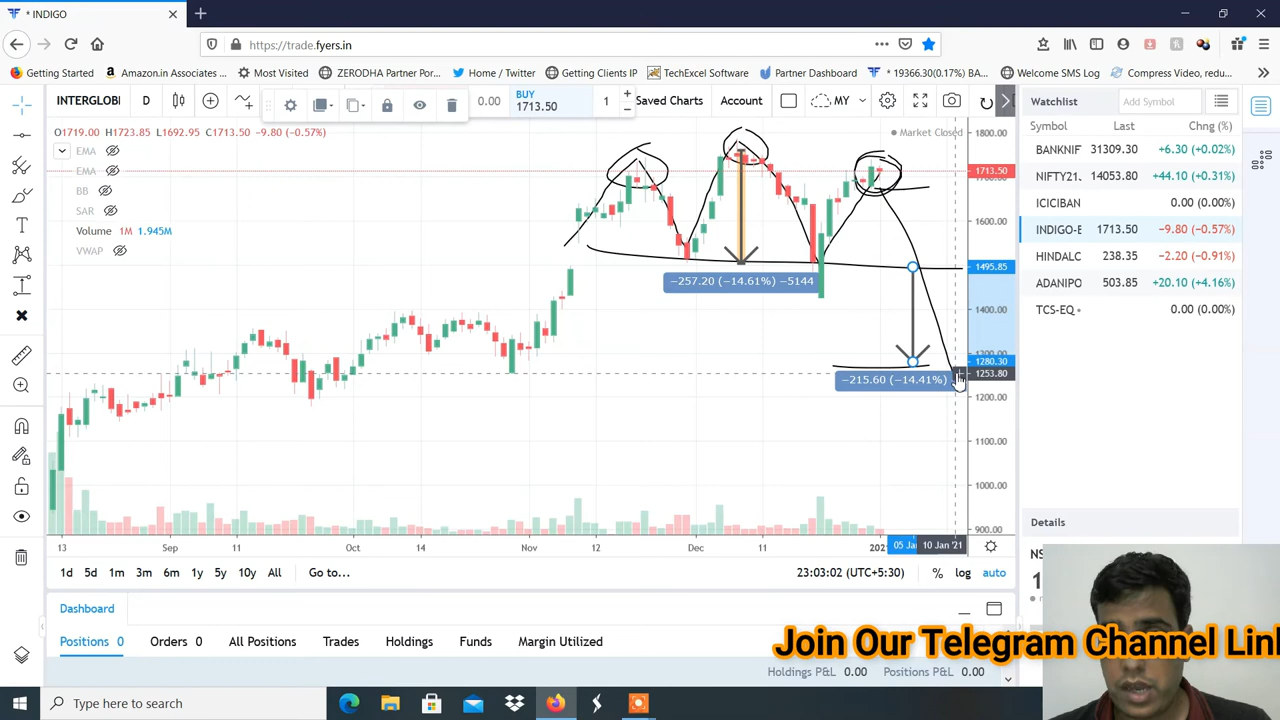 * INDIGO
https://trade.fyers.in
Getting Started
Amazon.in Associates ...
Most Visited
ZERODHA Partner Por...
Home / Twitter
Getting Clients IP
TechExcel Software
Partner Dashboard
* 19366.30(0.17%) BA...
Welcome SMS Log
Compress Video, redu...
INTERGLOBI
D
0.00
BUY
1713.50
1
Saved Charts
Account
MY
Watchlist
Add Symbol
O1719.00 H1723.85 L1692.95 C1713.50 −9.80 (−0.57%)
Market Closed
EMA
EMA
BB
SAR
Volume 1M 1.945M
VWAP
1800.00
1713.50
1600.00
1495.85
1400.00
1280.30
1253.80
1200.00
1100.00
1000.00
900.00
−257.20 (−14.61%) −5144
−215.60 (−14.41%)
Symbol Last Chng (%)
BANKNIF 31309.30 +6.30 (+0.02%)
NIFTY21. 14053.80 +44.10 (+0.31%)
ICICIBAN 0.00 (0.00%)
INDIGO-E 1713.50 −9.80 (−0.57%)
HINDALC 238.35 −2.20 (−0.91%)
ADANIPO 503.85 +20.10 (+4.16%)
TCS-EQ 0.00 (0.00%)
Details
13 Sep 11 Oct 14 Nov 12 Dec 11 2021 05 Jan 10 Jan '21
1d 5d 1m 3m 6m 1y 5y 10y All Go to...
23:03:02 (UTC+5:30) % log auto
Dashboard
Positions 0
Orders 0
All Positions
Trades
Holdings
Funds
Margin Utilized
Join Our Telegram Channel Lin
Holdings P&L 0.00 Positions P&L 0.00
Type here to search